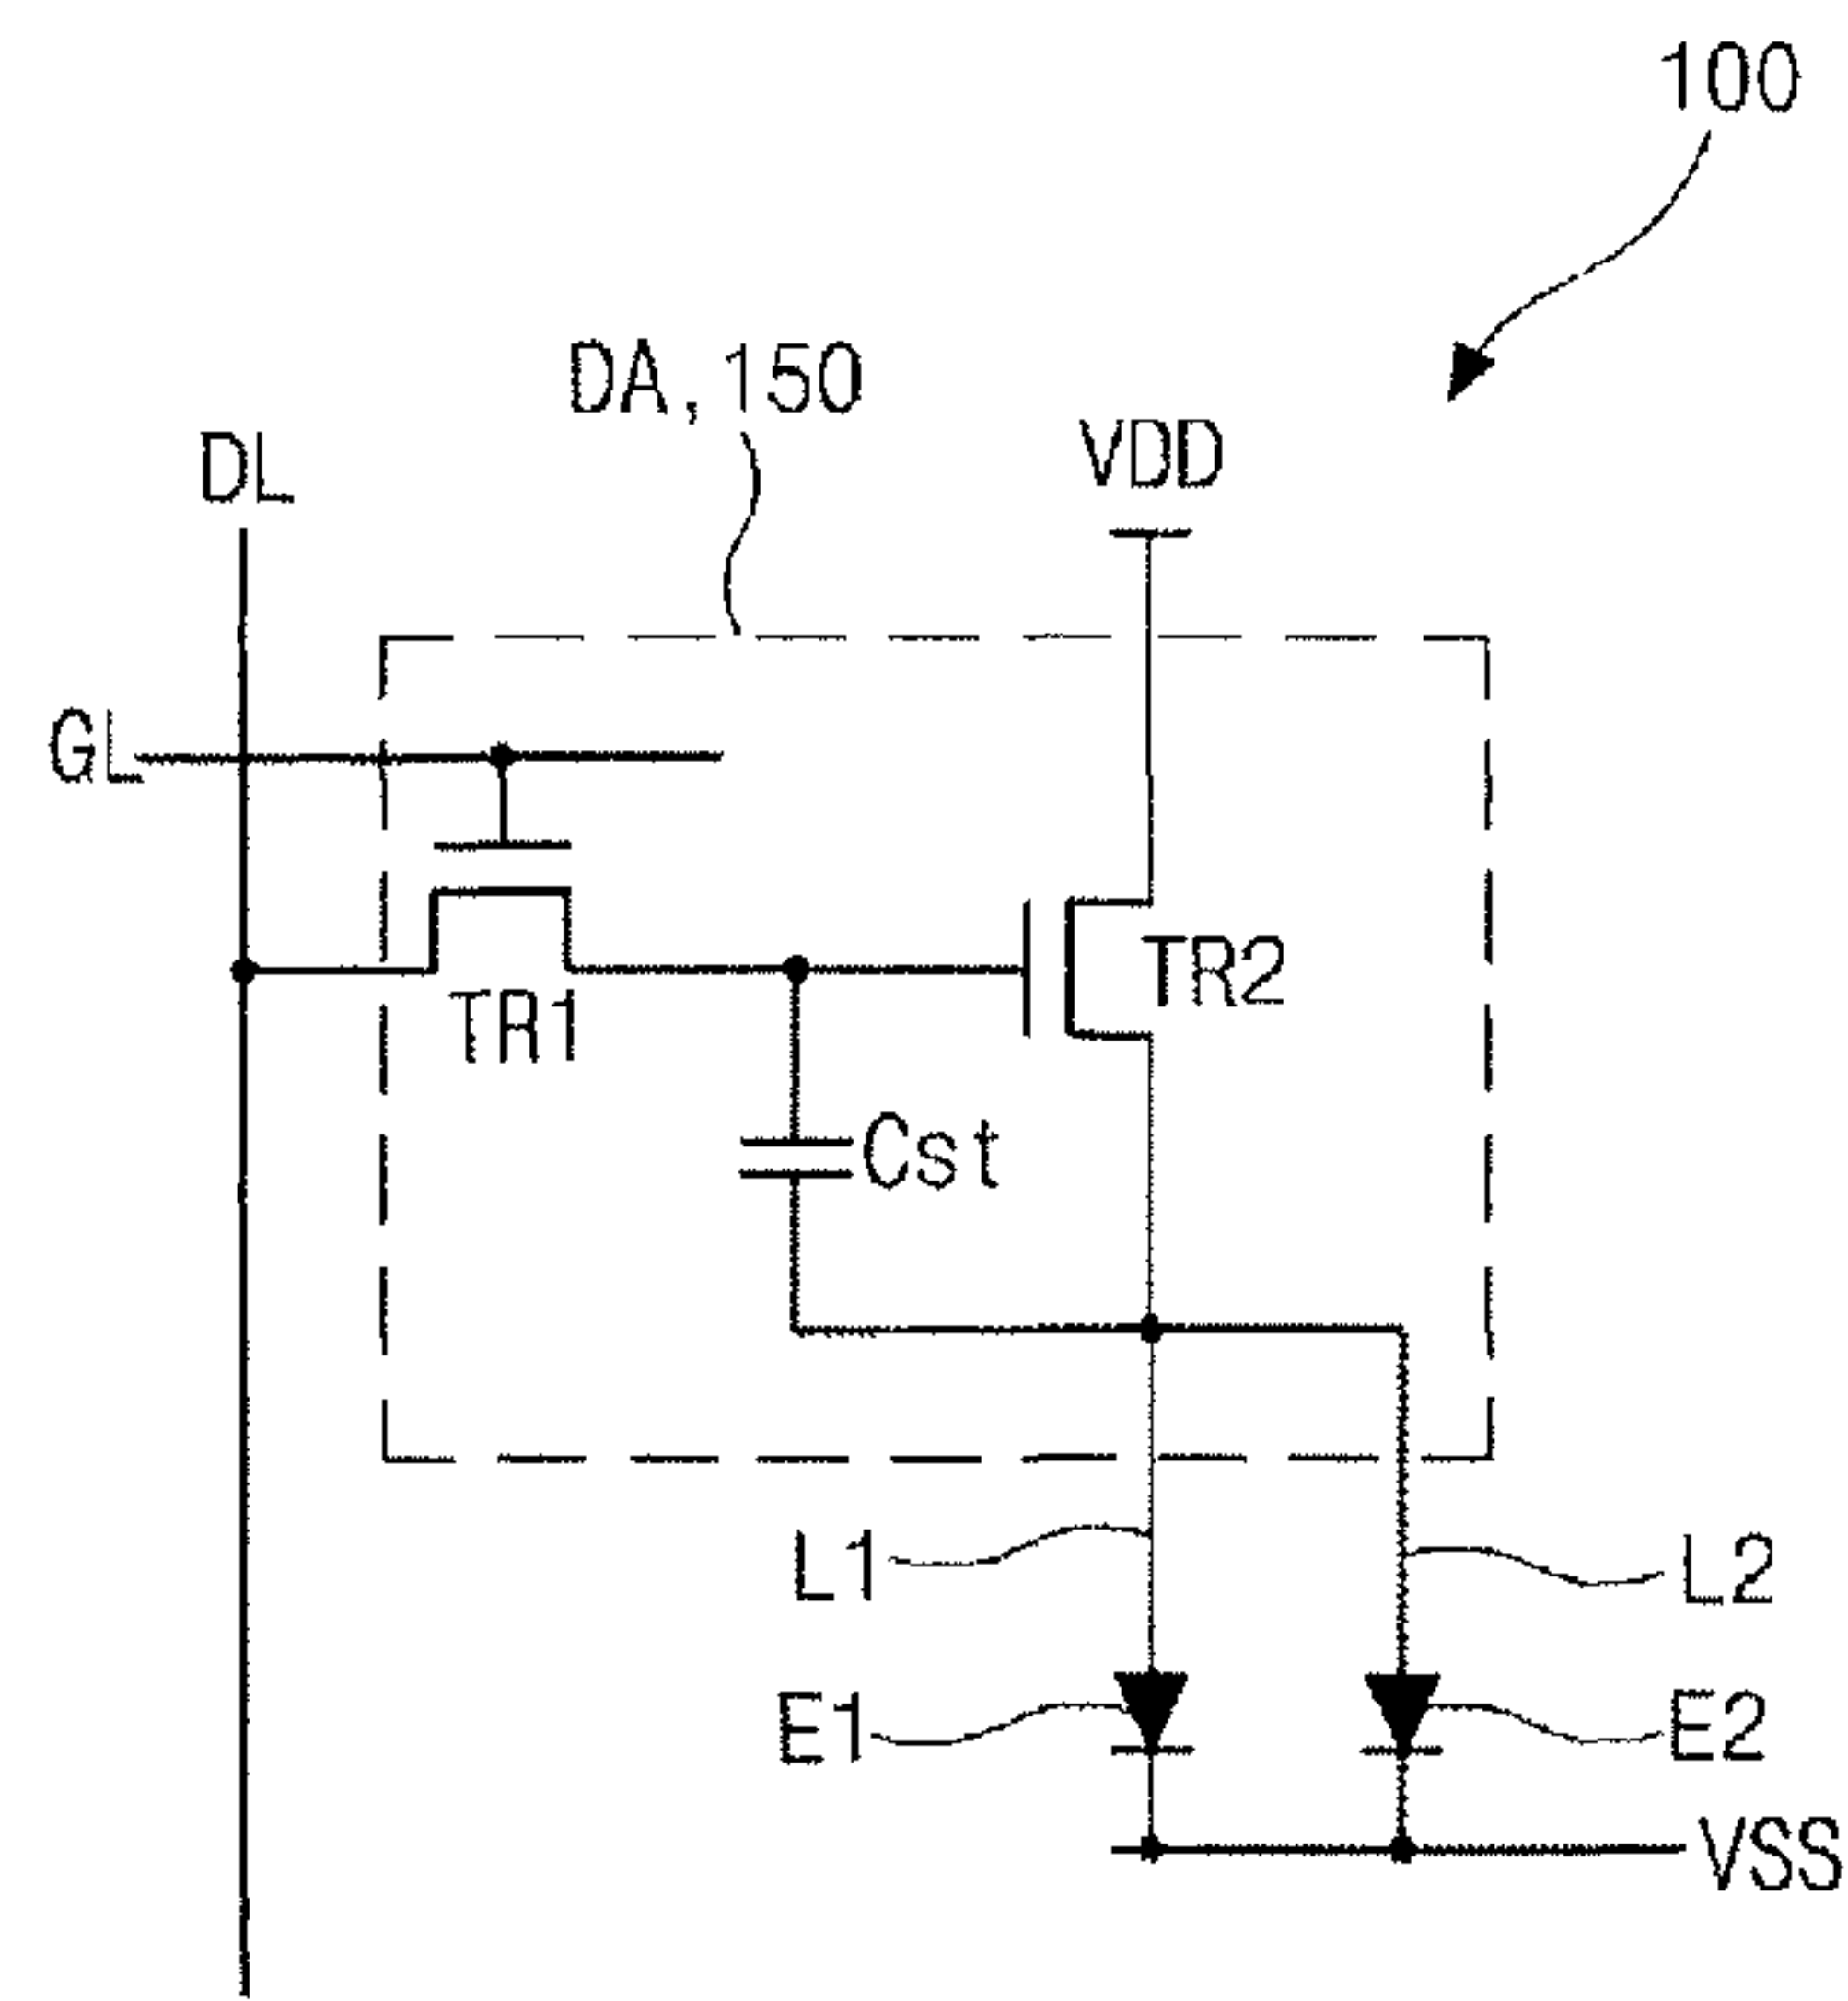 100
DA,150
DL
VDD
GL
TR2
TR1
Cst
L1
L2
E1
E2
VSS